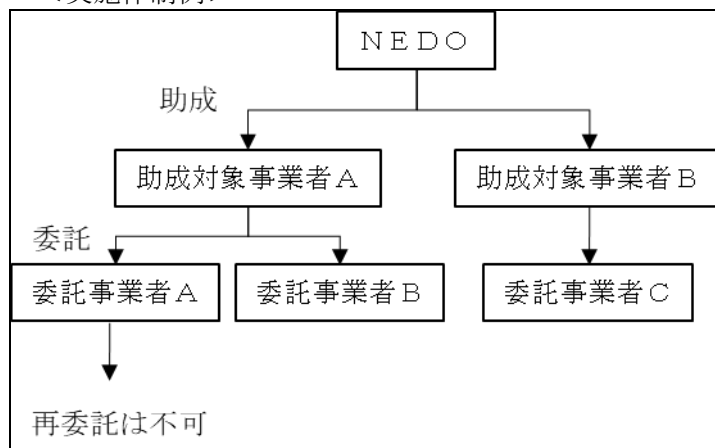 ＮＥＤＯ
助成
助成対象事業者Ａ
助成対象事業者Ｂ
委託
委託事業者Ａ
委託事業者Ｂ
委託事業者Ｃ
再委託は不可